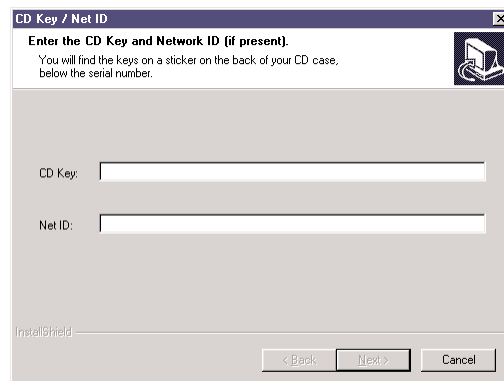 CD Key / Net ID
Enter the CD Key and Network ID (if present).
You will find the keys on a sticker on the back of your CD case,
below the serial number.
CD Key:
Net ID:
InstallShield
< Back Next > Cancel